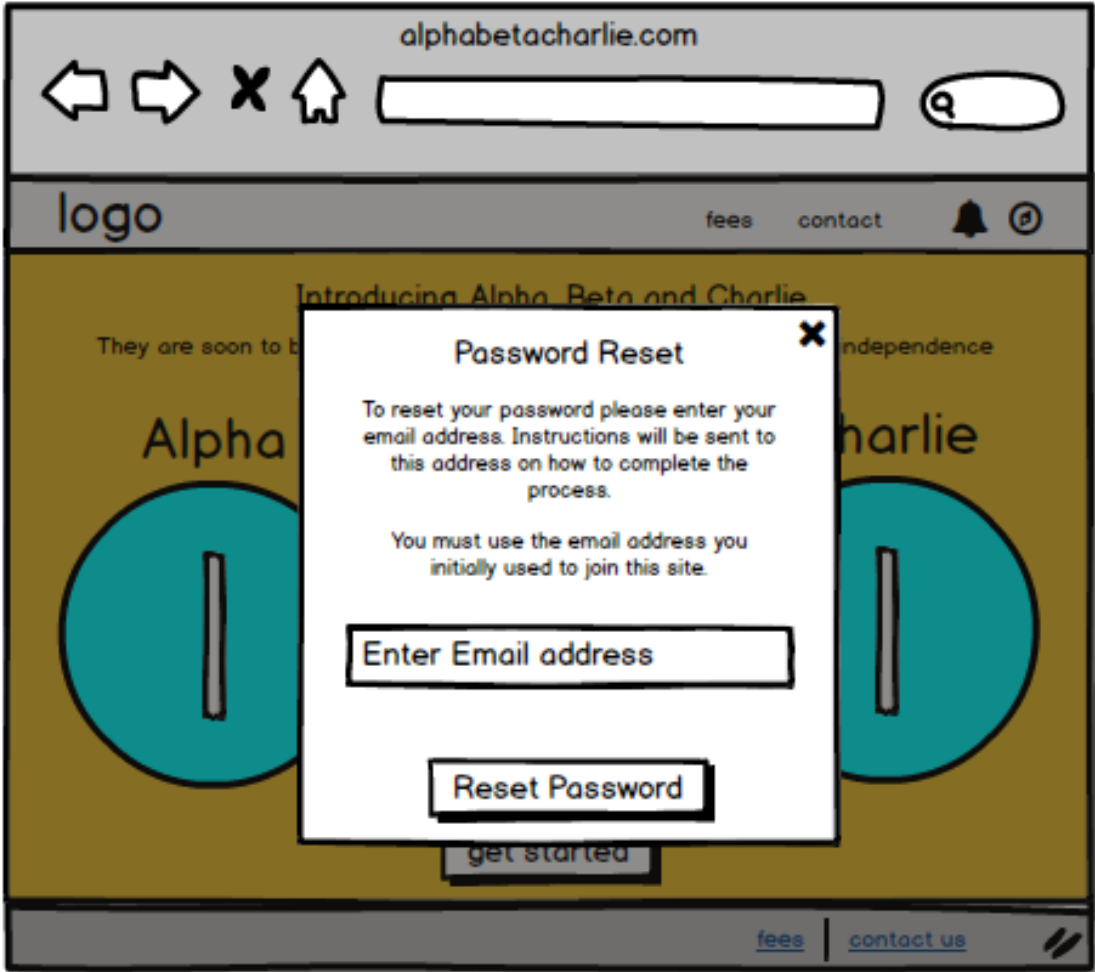 alphabetacharlie.com
logo
fees contact
Introducing Alpha, Beta and Charlie
They are soon to b
independence
Password Reset
To reset your password please enter your
email address. Instructions will be sent to
this address on how to complete the
process.
You must use the email address you
initially used to join this site.
Alpha
harlie
Enter Email address
Reset Password
get started
fees contact us